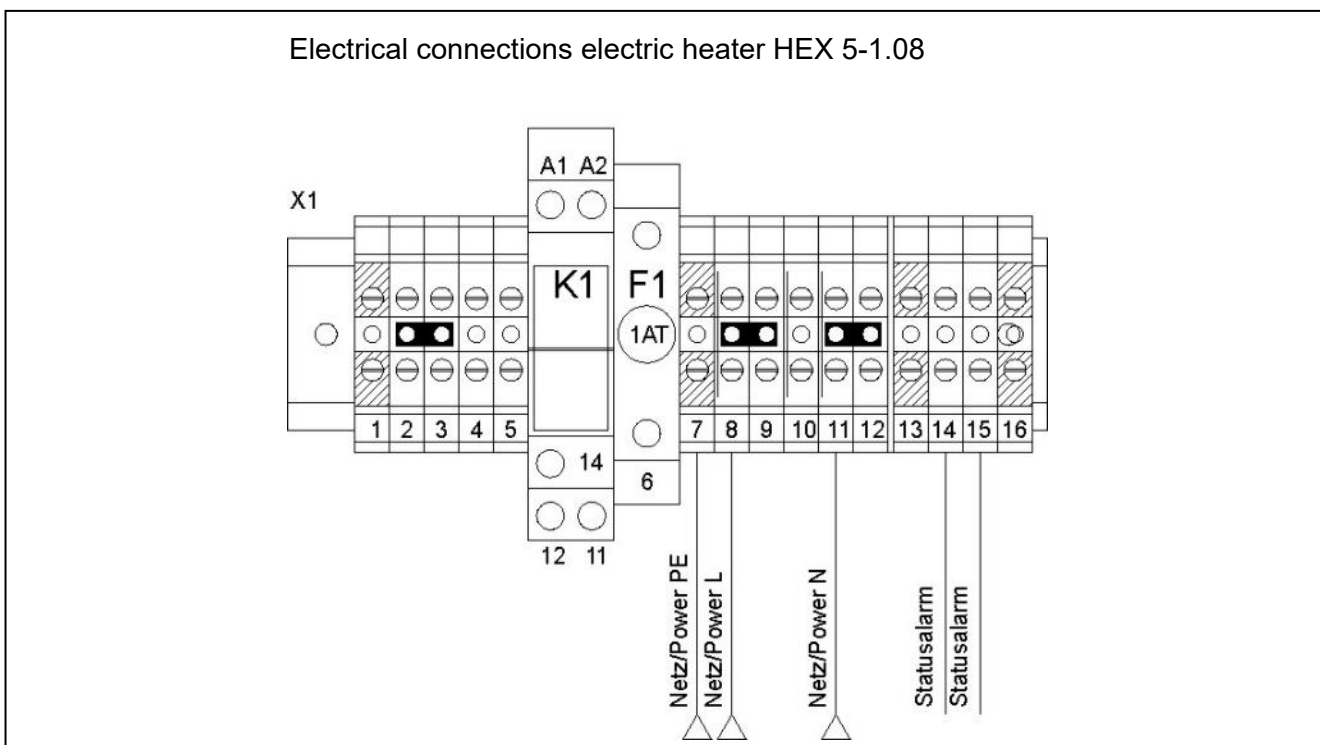 Electrical connections electric heater HEX 5-1.08
A1 A2
X1
K1 F1
1AT
1 2 3 4 5 7 8 9 10 11 12 13 14 15 16
14
6
12 11
Netz/Power PE
Netz/Power L
Netz/Power N
Statusalarm
Statusalarm